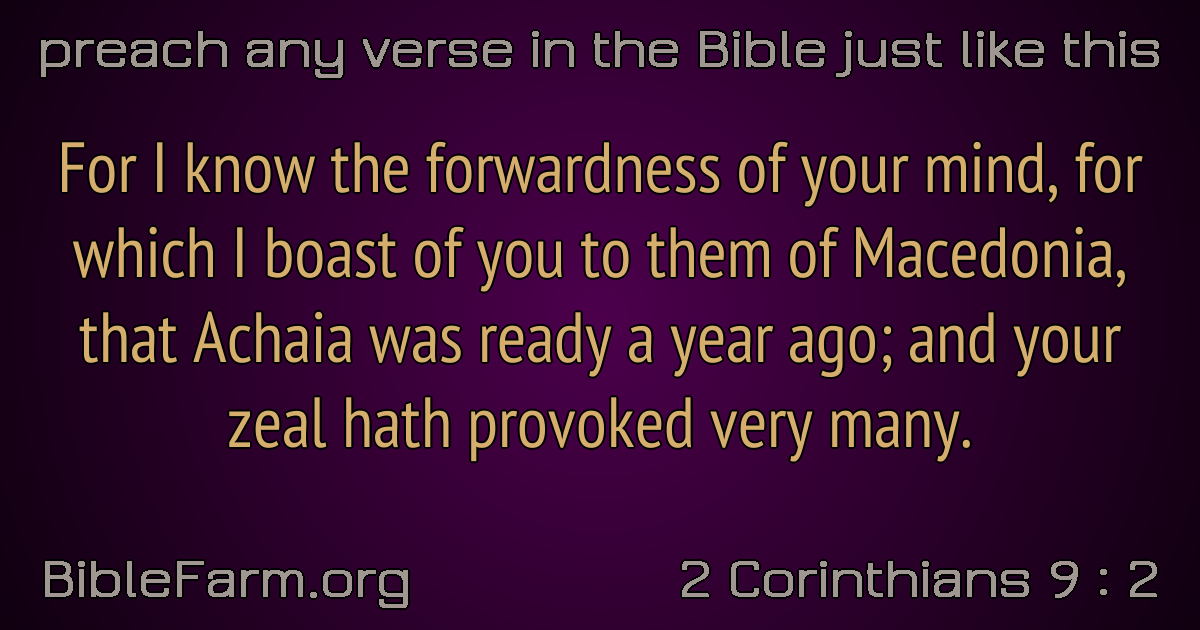 preach any verse in the Bible just like this
For I know the forwardness of your mind, for
which I boast of you to them of Macedonia,
that Achaia was ready a year ago; and your
zeal hath provoked very many.
BibleFarm.org
2 Corinthians 9 : 2